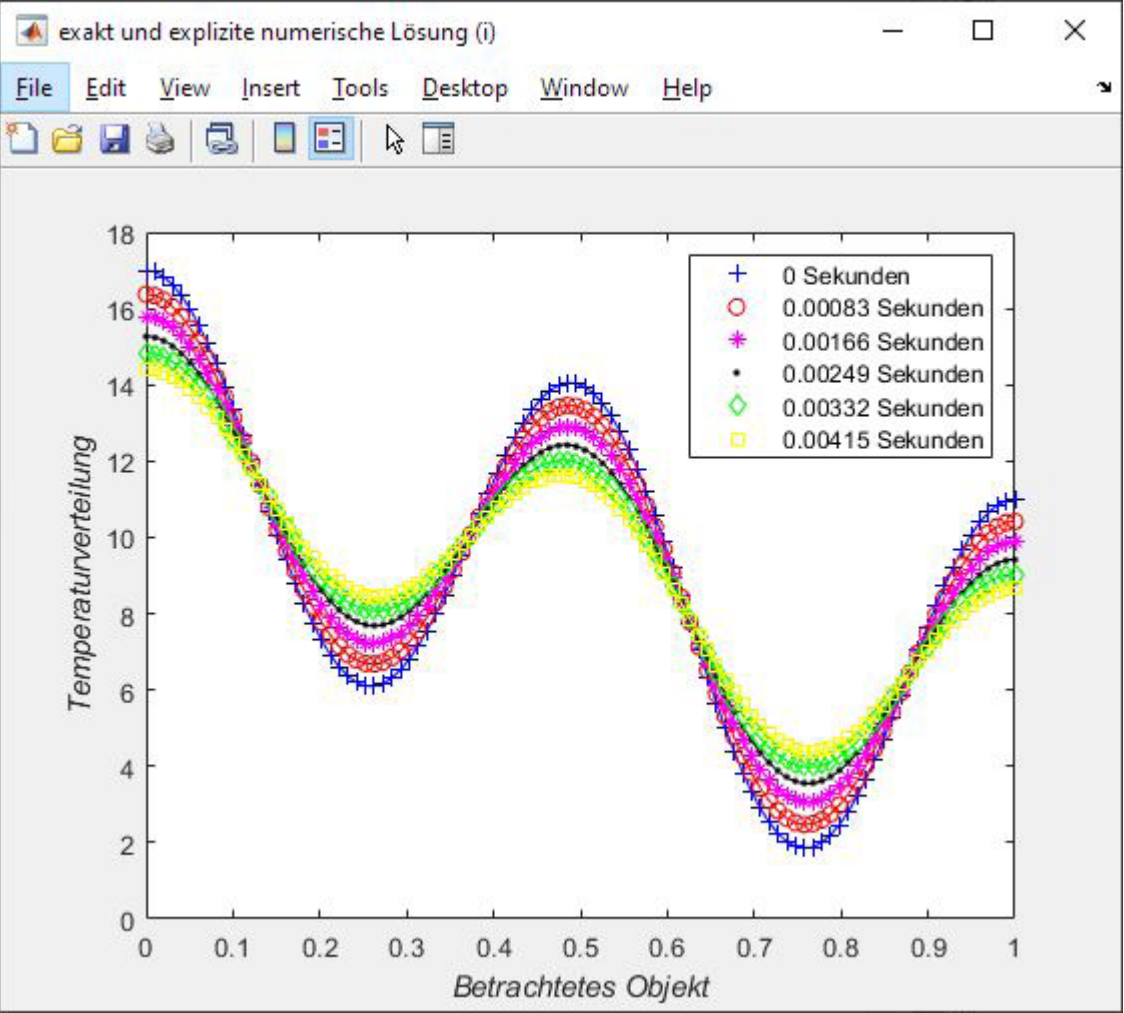 exakt und explizite numerische Lösung (i)
File Edit View Insert Tools Desktop Window Help
18
16
14
12
10
8
6
4
2
0
Temperaturverteilung
0 Sekunden
0.00083 Sekunden
0.00166 Sekunden
0.00249 Sekunden
0.00332 Sekunden
0.00415 Sekunden
0 0.1 0.2 0.3 0.4 0.5 0.6 0.7 0.8 0.9 1
Betrachtetes Objekt